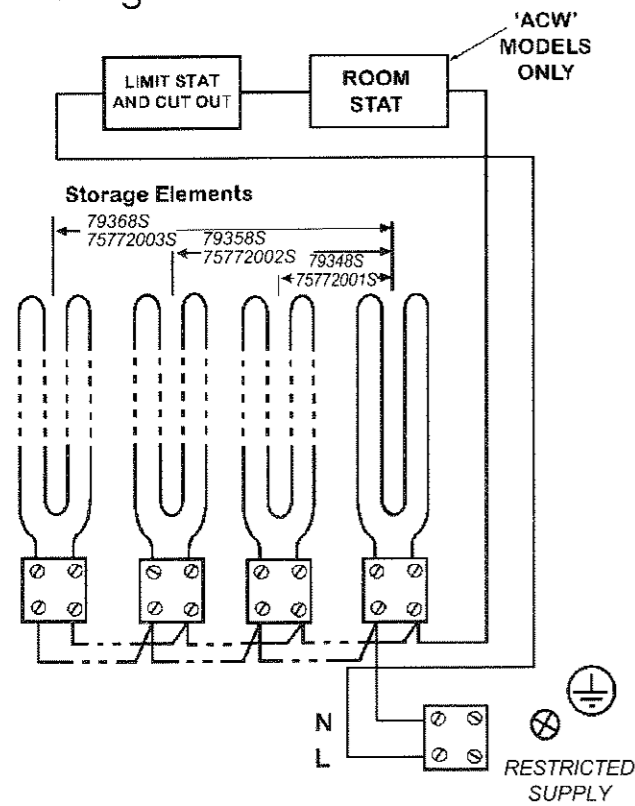 'ACW'
MODELS
ONLY
LIMIT STAT
AND CUT OUT
ROOM
STAT
Storage Elements
79368S
75772003S
79358S
75772002S
79348S
75772001S
N
L
RESTRICTED
SUPPLY